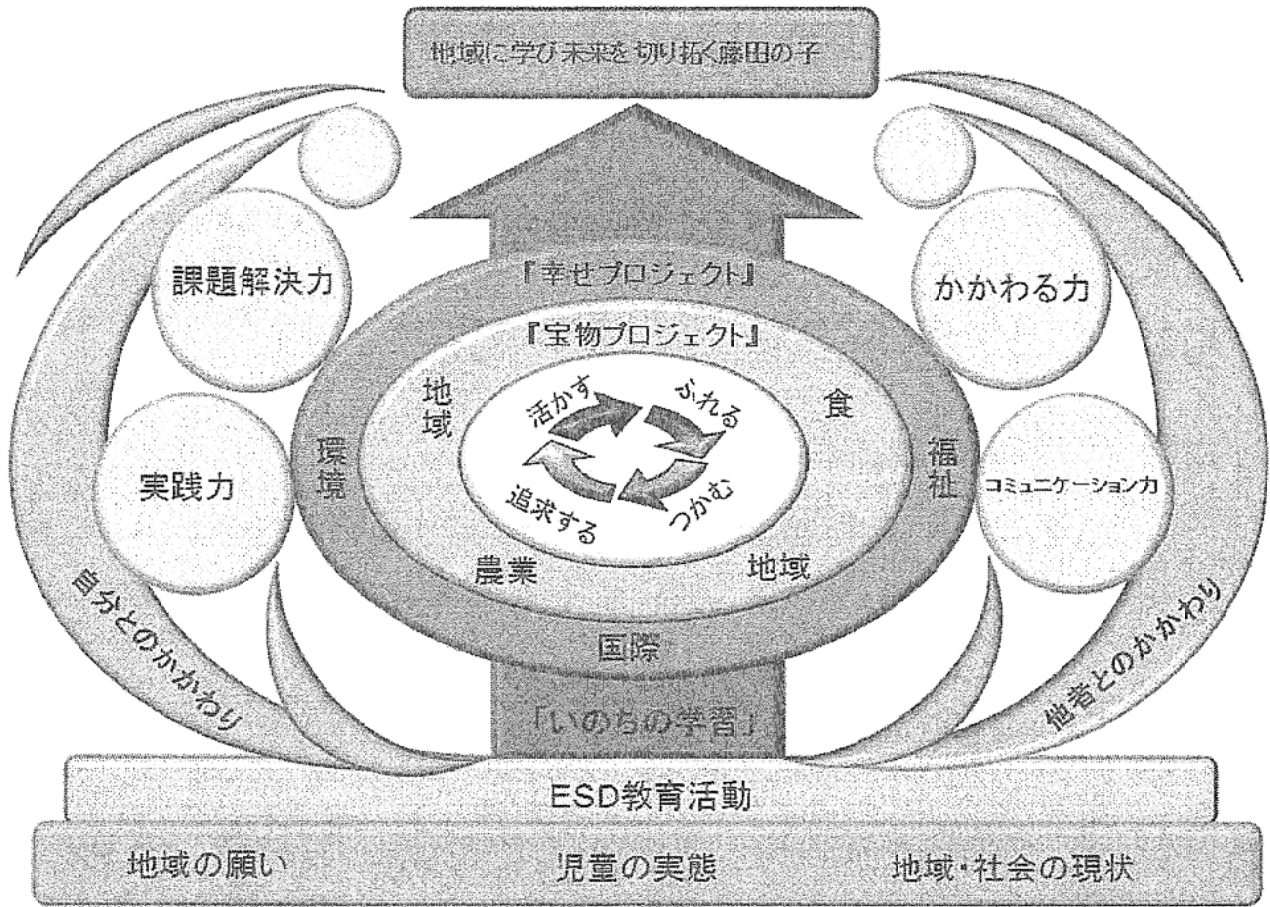 地域に学び未来を切り拓く藤田の子
『幸せプロジェクト』
『宝物プロジェクト』
課題解決力
かかわる力
活かす
ふれる
地域
食
環境
福祉
実践力
コミュニケーション力
追求する
つかむ
農業
地域
国際
自分とのかかわり
他者とのかかわり
「いのちの学習」
ESD教育活動
地域の願い
児童の実態
地域・社会の現状